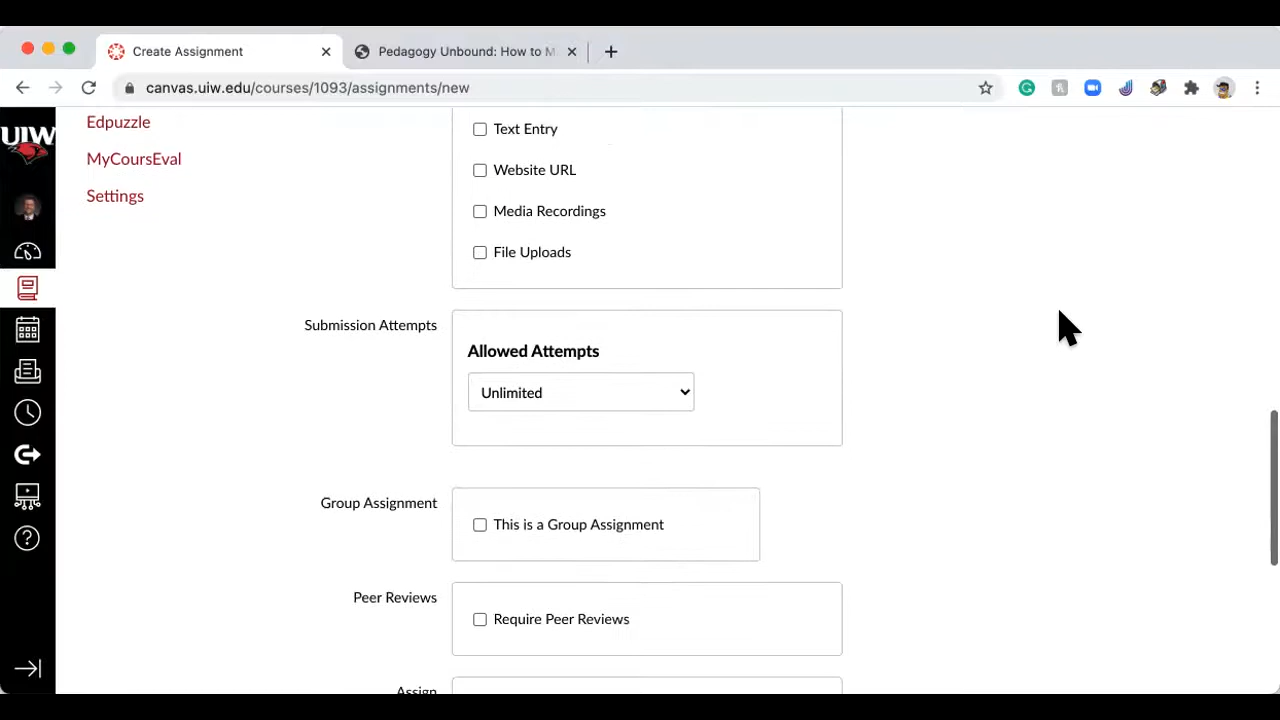 Create Assignment
Pedagogy Unbound: How to M
canvas.uiw.edu/courses/1093/assignments/new
UIW
Edpuzzle
MyCoursEval
Settings
Text Entry
Website URL
Media Recordings
File Uploads
Submission Attempts
Allowed Attempts
Unlimited
Group Assignment
This is a Group Assignment
Peer Reviews
Require Peer Reviews
Assign